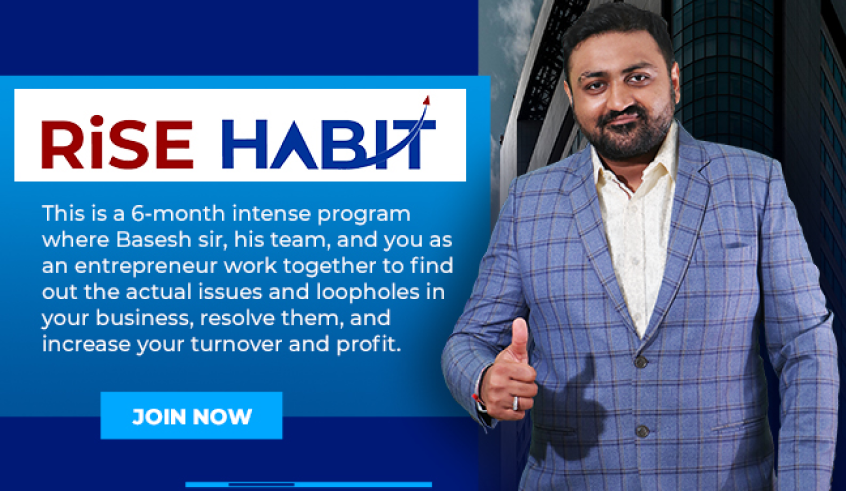 RiSE HABIT
This is a 6-month intense program
where Basesh sir, his team, and you as
an entrepreneur work together to find
out the actual issues and loopholes in
your business, resolve them, and
increase your turnover and profit.
JOIN NOW